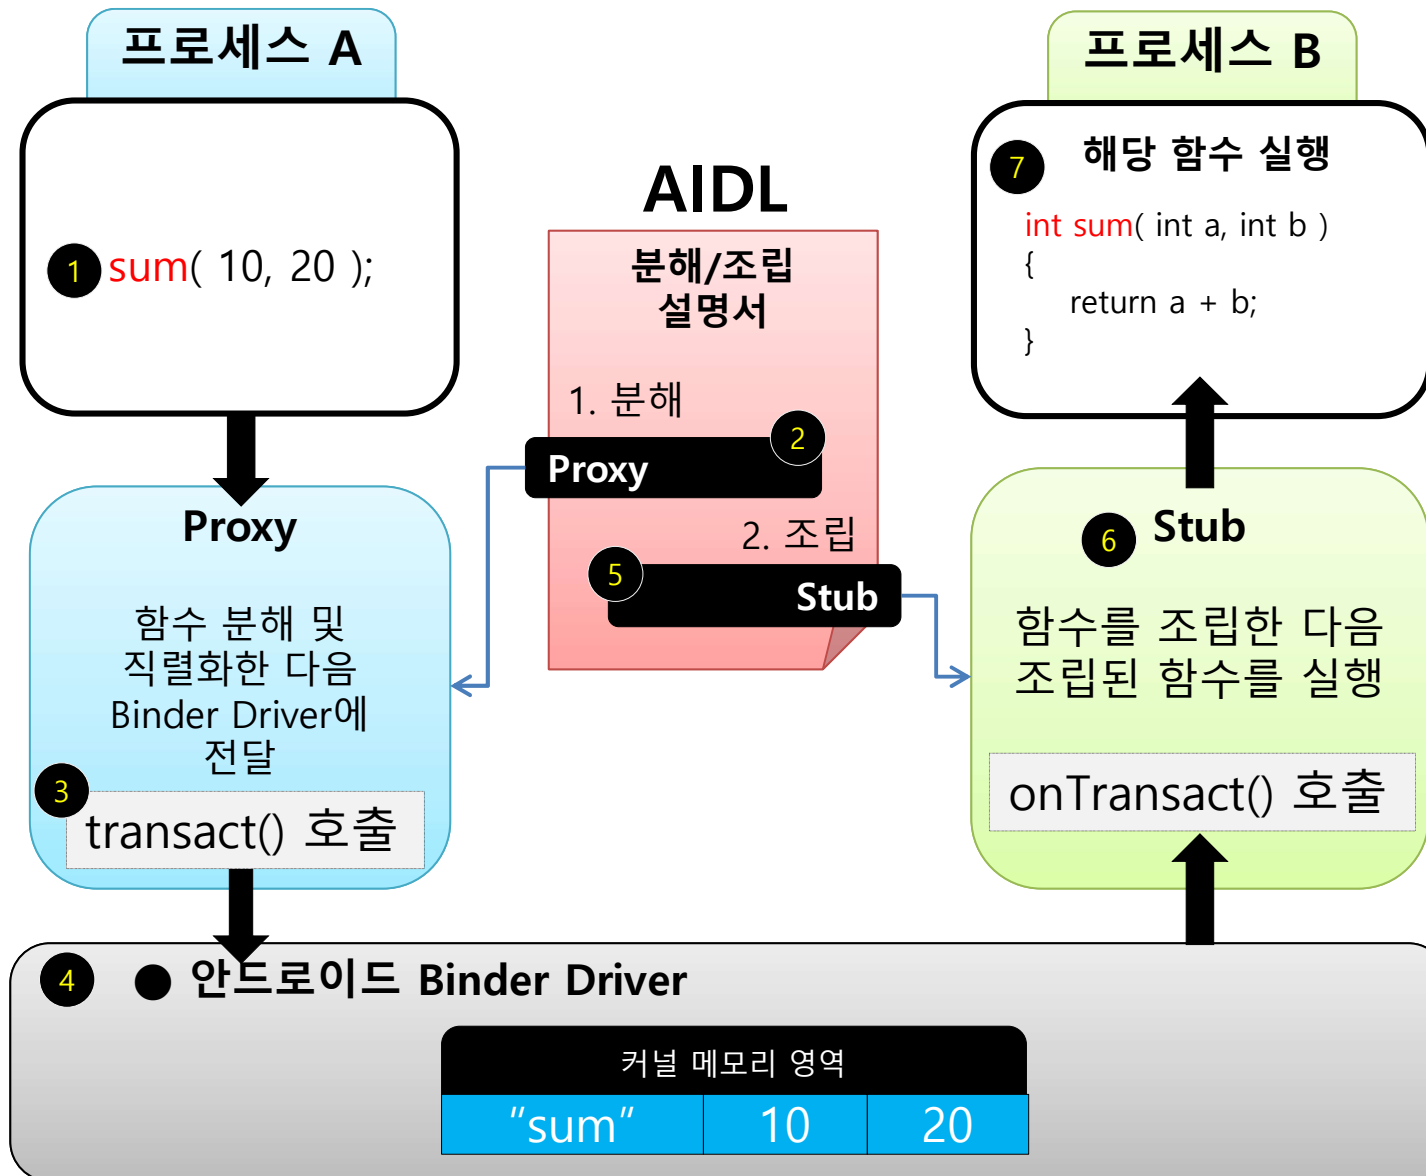 프로세스 A
1
sum( 10, 20 );
Proxy
함수 분해 및
직렬화한 다음
Binder Driver에
전달
3
transact() 호출
AIDL
분해/조립
설명서
1. 분해
2
Proxy
2. 조립
5
Stub
프로세스 B
7
해당 함수 실행
int sum( int a, int b )
{
return a + b;
}
6
Stub
함수를 조립한 다음
조립된 함수를 실행
onTransact() 호출
4
● 안드로이드 Binder Driver
커널 메모리 영역
“sum” 10 20